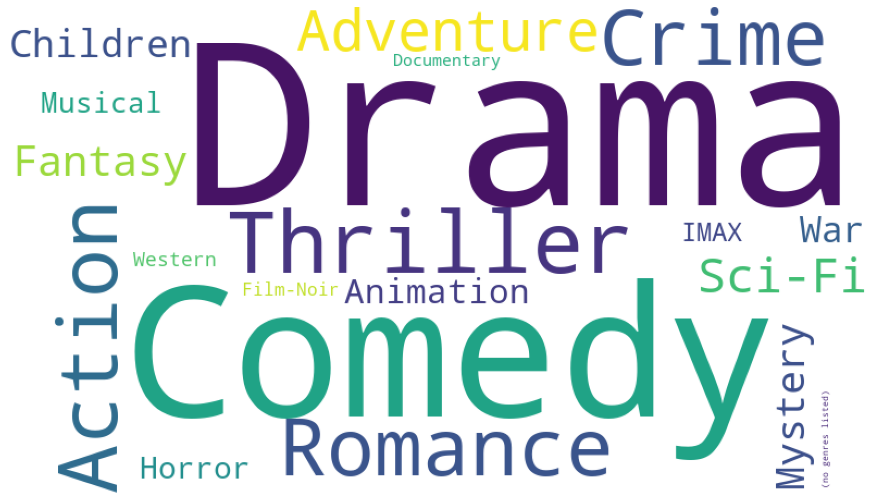 Children
Adventure
Crime
Documentary
Drama
Musical
Fantasy
Action
Thriller
IMAX
War
Western
Sci-Fi
Film-Noir
Animation
Comedy
Mystery
(no genres listed)
Romance
Horror